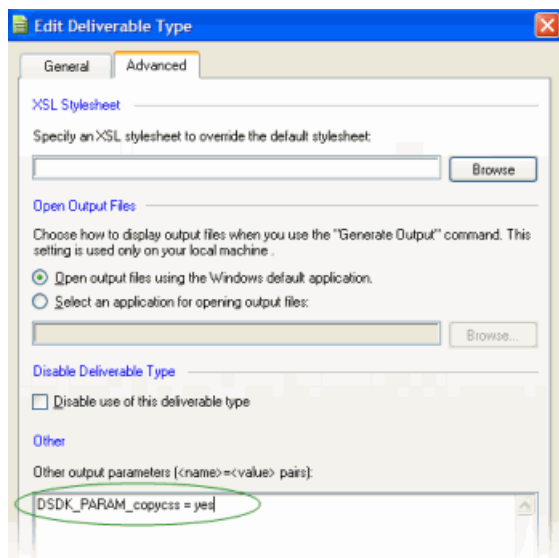 Edit Deliverable Type
General
Advanced
XSL Stylesheet
Specify an XSL stylesheet to override the default stylesheet:
Browse
Open Output Files
Choose how to display output files when you use the "Generate Output" command. This
setting is used only on your local machine .
Open output files using the Windows default application.
Select an application for opening output files:
Browse...
Disable Deliverable Type
Disable use of this deliverable type
Other
Other output parameters (<name>=<value> pairs):
DSDK_PARAM_copycss = yes